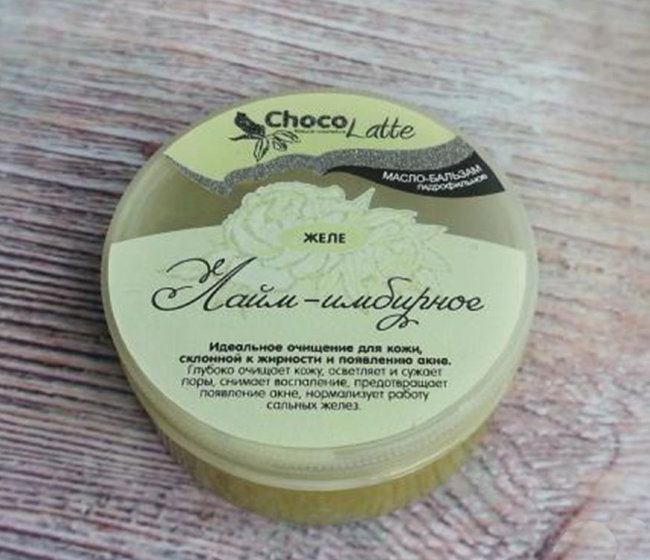 Choco
Latte
МАСЛО-БАЛЬЗАМ
гидрофильное
ЖЕЛЕ
Лайм-имбирное
Идеальное очищение для кожи,
склонной к жирности и появлению акне.
Глубоко очищает кожу, осветляет и сужает
поры, снимает воспаление, предотвращает
появление акне, нормализует работу
сальных желез.